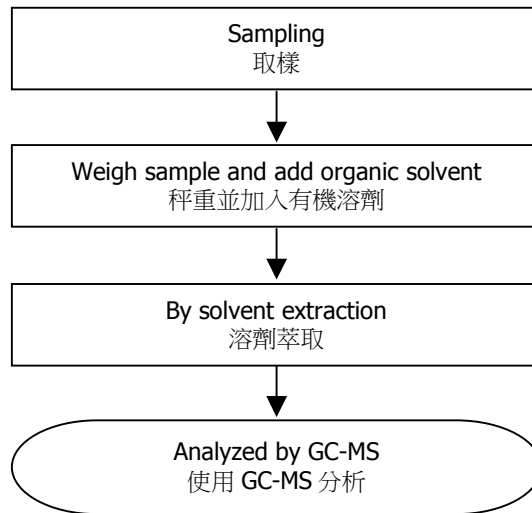 Sampling
取樣
Weigh sample and add organic solvent
秤重並加入有機溶劑
By solvent extraction
溶劑萃取
Analyzed by GC-MS
使用 GC-MS 分析